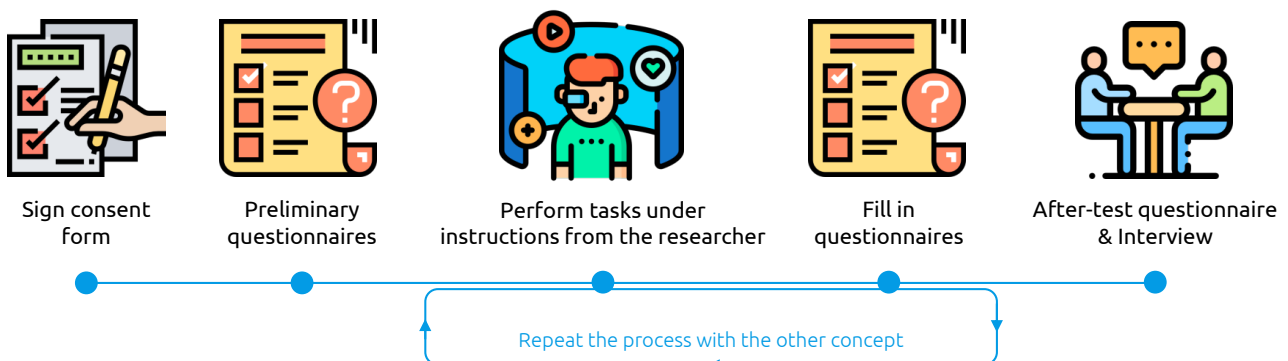 Sign consent
form
Preliminary
questionnaires
Perform tasks under
instructions from the researcher
Fill in
questionnaires
After-test questionnaire
& Interview
Repeat the process with the other concept